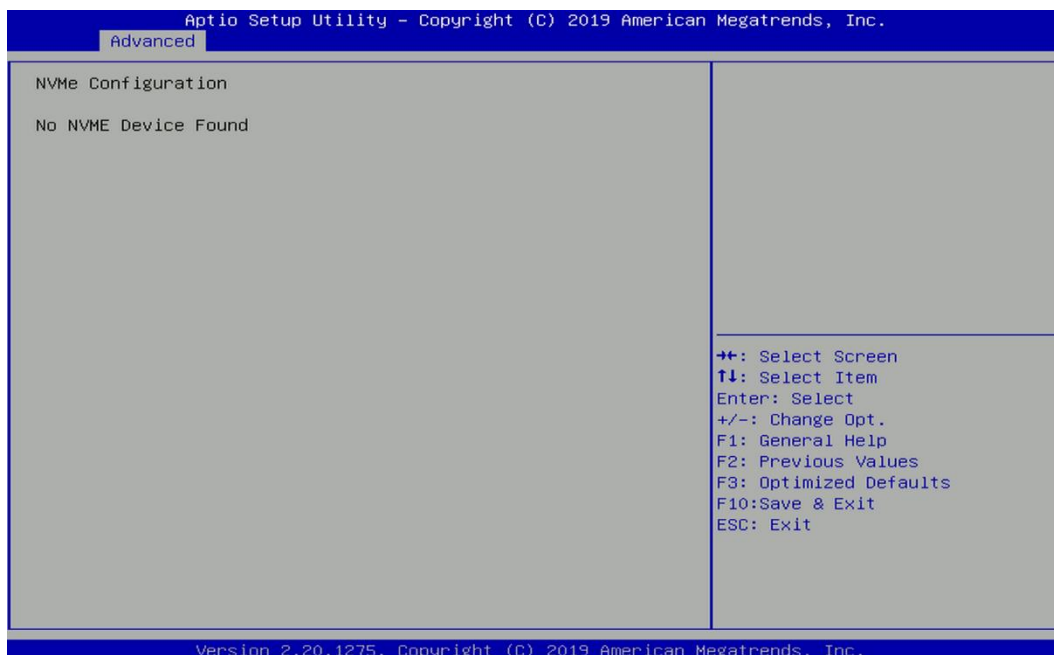 Aptio Setup Utility – Copyright (C) 2019 American Megatrends, Inc.
Advanced
NVMe Configuration
No NVME Device Found
→←: Select Screen
↑↓: Select Item
Enter: Select
+/-: Change Opt.
F1: General Help
F2: Previous Values
F3: Optimized Defaults
F10:Save & Exit
ESC: Exit
Version 2.20.1275. Copyright (C) 2019 American Megatrends, Inc.